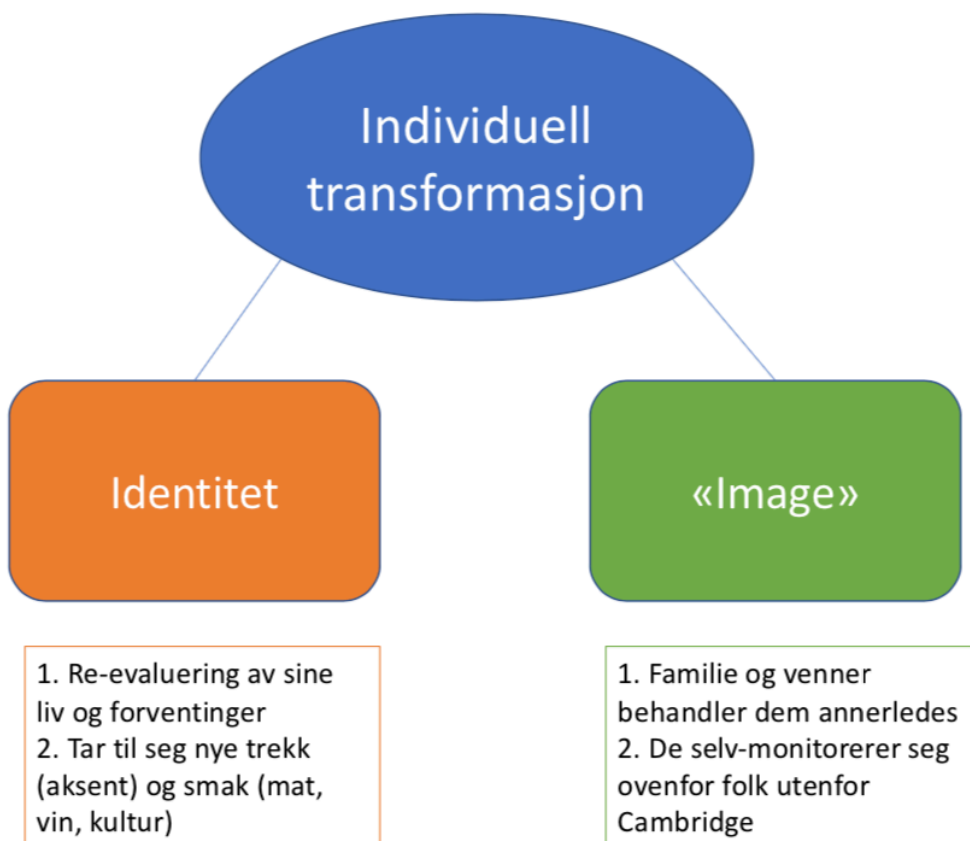 Individuell
transformasjon
Identitet
«Image»
1. Re-evaluering av sine
liv og forventinger
2. Tar til seg nye trekk
(aksent) og smak (mat,
vin, kultur)
1. Familie og venner
behandler dem annerledes
2. De selv-monitorerer seg
ovenfor folk utenfor
Cambridge